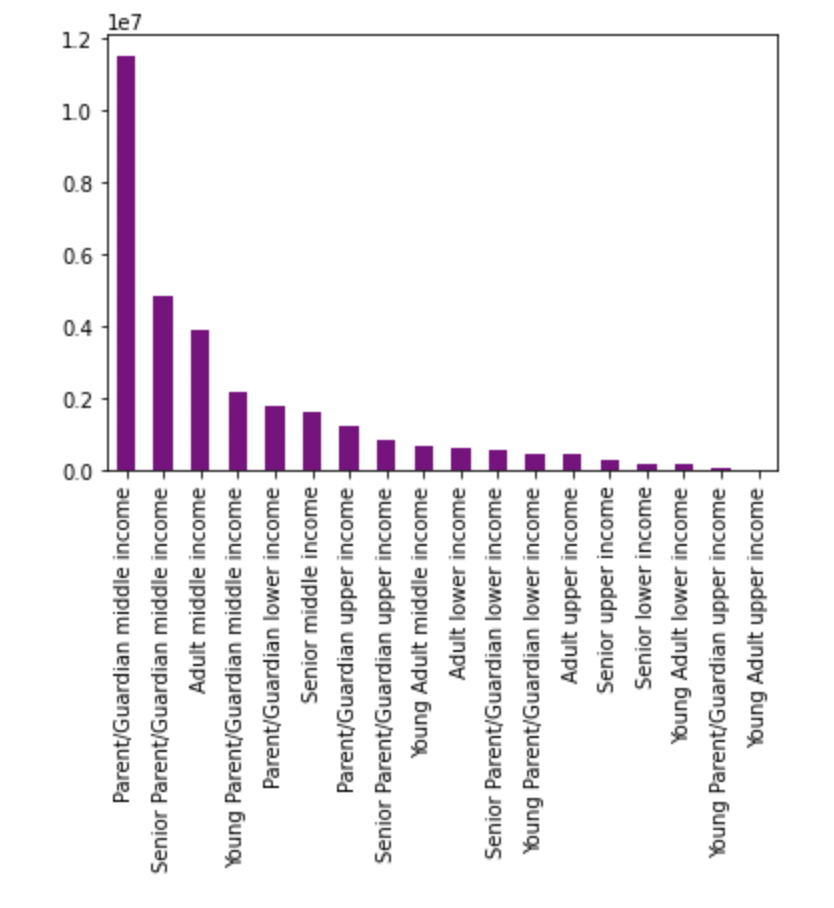 1e7
1.2
1.0
0.8
0.6
0.4
0.2
0.0
Parent/Guardian middle income
Senior Parent/Guardian middle income
Adult middle income
Young Parent/Guardian middle income
Parent/Guardian lower income
Senior middle income
Parent/Guardian upper income
Senior Parent/Guardian upper income
Young Adult middle income
Adult lower income
Senior Parent/Guardian lower income
Young Parent/Guardian lower income
Adult upper income
Senior upper income
Senior lower income
Young Adult lower income
Young Parent/Guardian upper income
Young Adult upper income